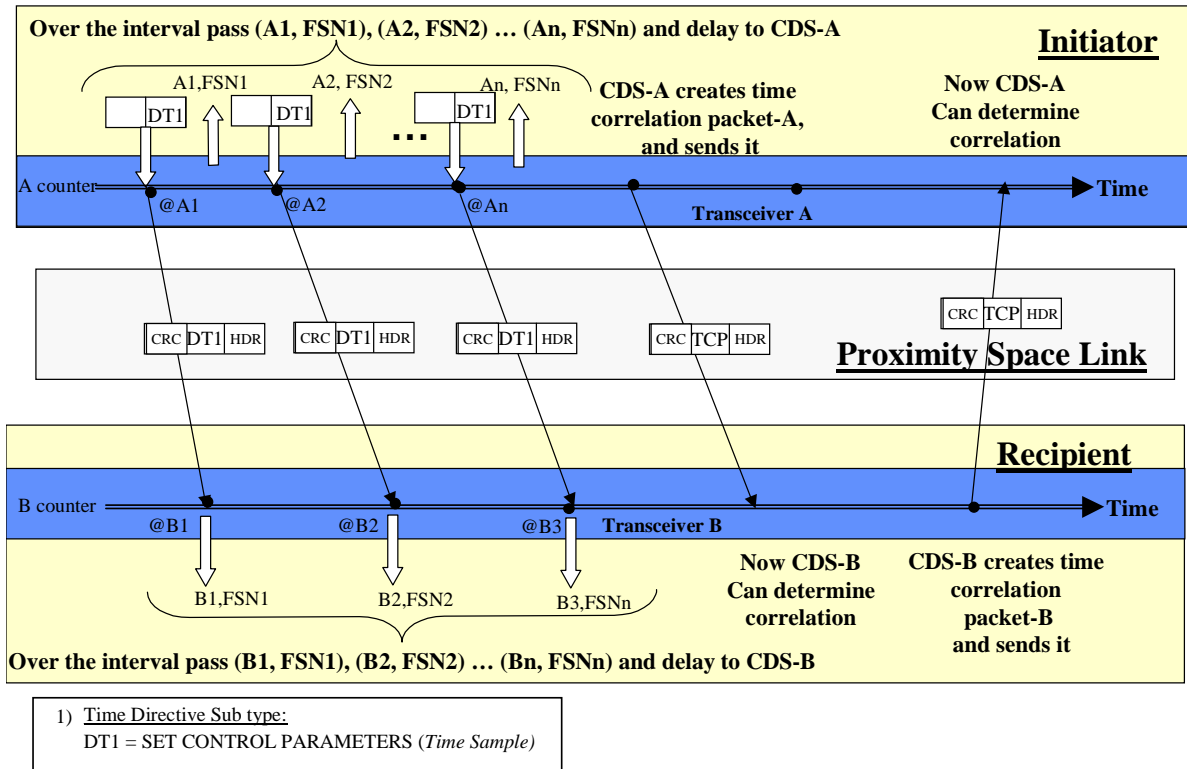 Over the interval pass (A1, FSN1), (A2, FSN2) … (An, FSNn) and delay to CDS-A
Initiator
A1,FSN1
A2, FSN2
An, FSNn
DT1
DT1
DT1
...
CDS-A creates time
correlation packet-A,
and sends it
Now CDS-A
Can determine
correlation
A counter
@A1
@A2
@An
Transceiver A
Time
CRC DT1 HDR
CRC DT1 HDR
CRC DT1 HDR
CRC TCP HDR
CRC TCP HDR
Proximity Space Link
Recipient
B counter
@B1
@B2
@B3
Transceiver B
Time
B1,FSN1
B2,FSN2
B3,FSNn
Now CDS-B
Can determine
correlation
CDS-B creates time
correlation
packet-B
and sends it
Over the interval pass (B1, FSN1), (B2, FSN2) … (Bn, FSNn) and delay to CDS-B
1) Time Directive Sub type:
DT1 = SET CONTROL PARAMETERS (Time Sample)